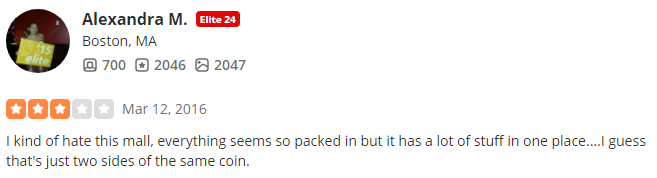 '15
elite
Alexandra M. Elite 24
Boston, MA
700 2046 2047
Mar 12, 2016
I kind of hate this mall, everything seems so packed in but it has a lot of stuff in one place....I guess
that's just two sides of the same coin.